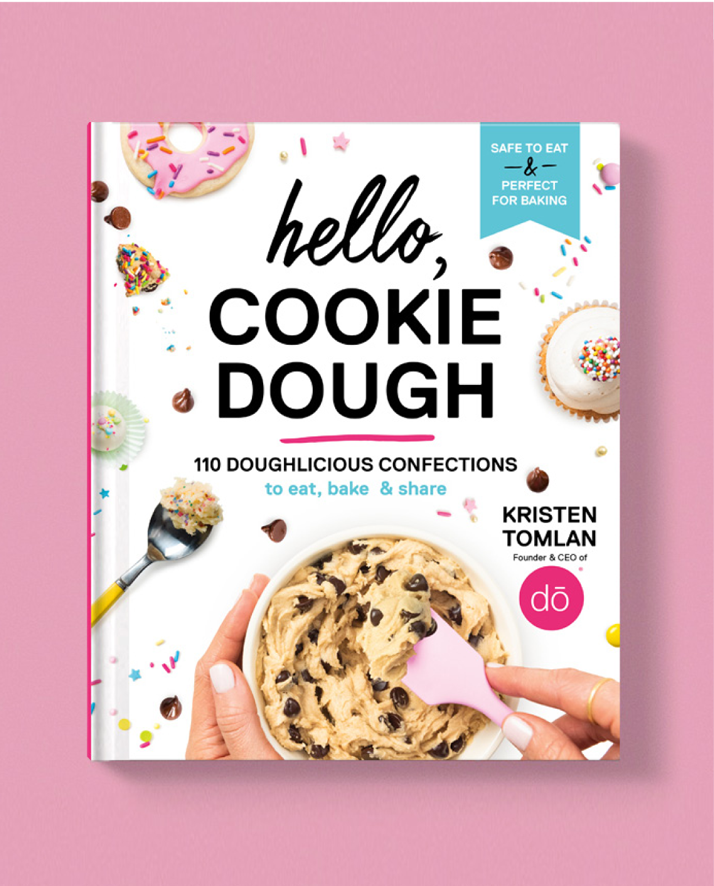 SAFE TO EAT
&
PERFECT
FOR BAKING
hello,
COOKIE
DOUGH
110 DOUGHLICIOUS CONFECTIONS
to eat, bake & share
KRISTEN
TOMLAN
Founder & CEO of
dō